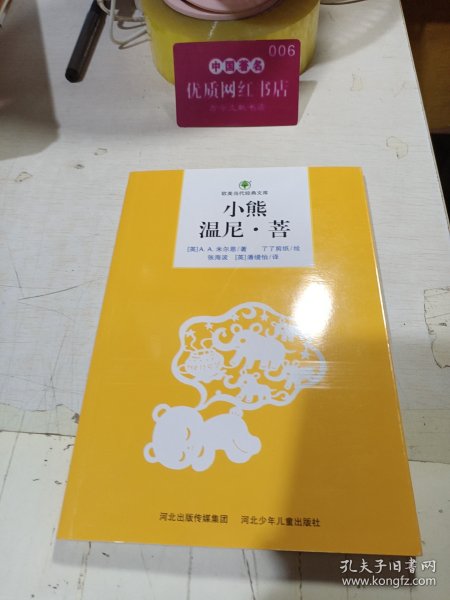 006
中国著名
优质网红书店
欧美当代经典文库
小熊
温尼·菩
[英]A.A.米尔恩/著 丁丁剪纸/绘
张海波 [英]潘缦怡/译
河北出版传媒集团 河北少年儿童出版社
孔夫子旧书网
www.kongfz.com